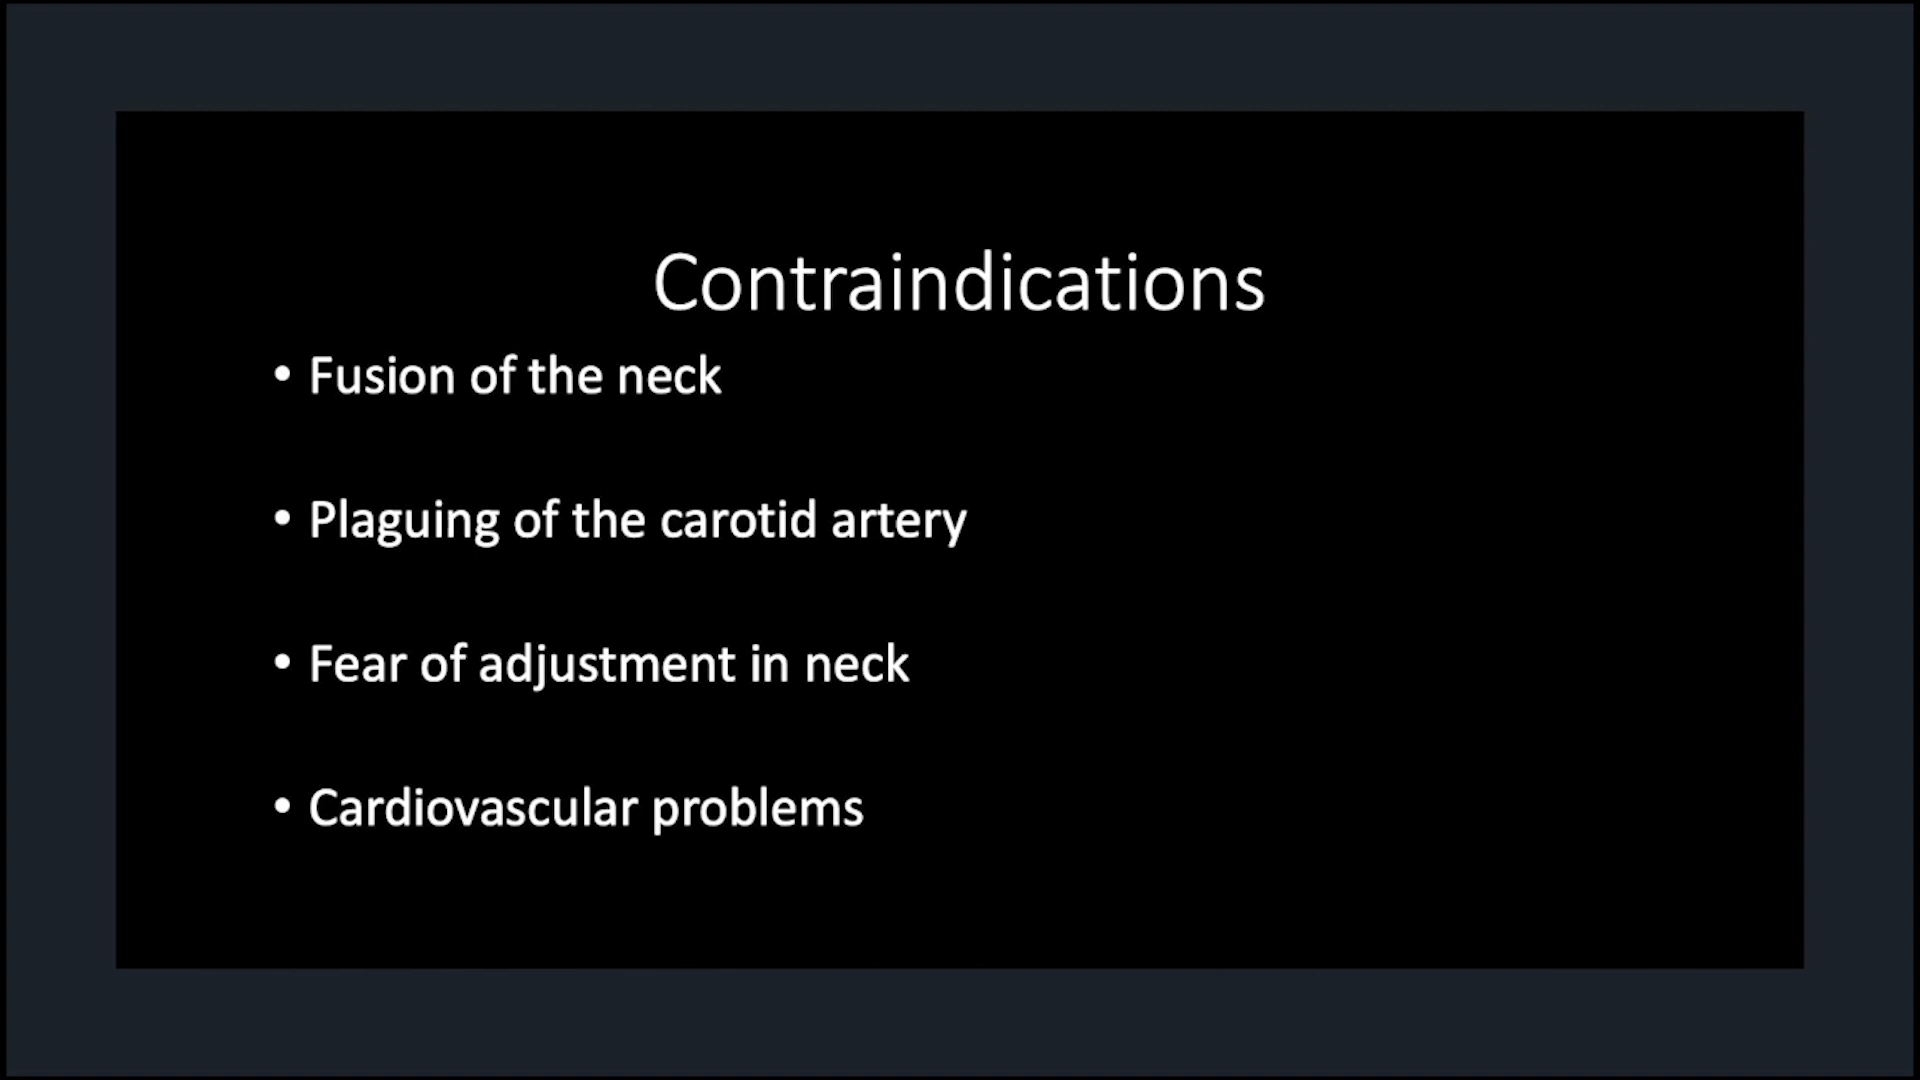 Contraindications
• Fusion of the neck
• Plaguing of the carotid artery
• Fear of adjustment in neck
• Cardiovascular problems